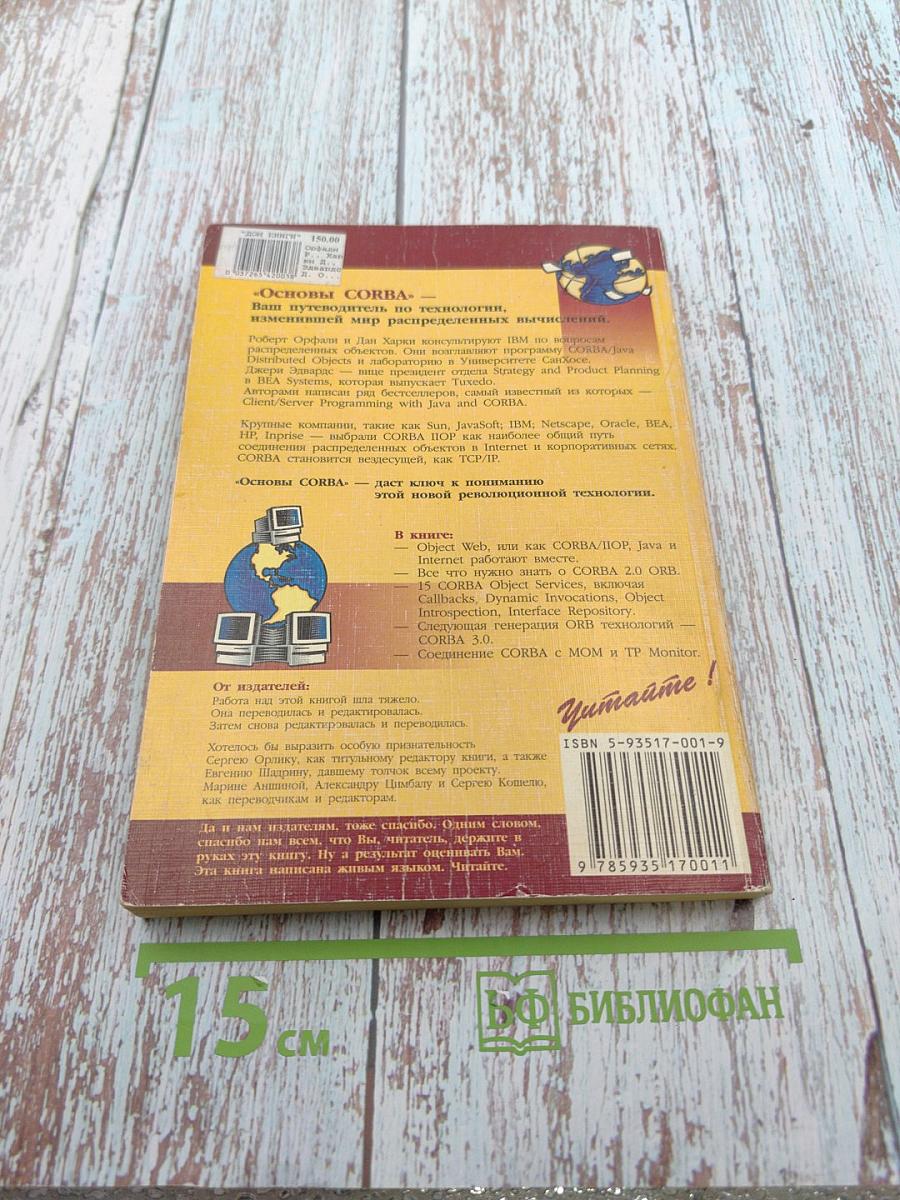 "ДОМ КНИГИ" 150.00
Орфали
Р., Хар
ки Д.,
Эдвардс
Д. О...
«Основы CORBA» —
Ваш путеводитель по технологии,
изменившей мир распределенных вычислений.
Роберт Орфали и Дан Харки консультируют IBM по вопросам
распределенных объектов. Они возглавляют программу CORBA/Java
Distributed Objects и лабораторию в Университете СанХосе.
Джери Эдвардс — вице президент отдела Strategy and Product Planning
в BEA Systems, которая выпускает Tuxedo.
Авторами написан ряд бестселлеров, самый известный из которых —
Client/Server Programming with Java and CORBA.
Крупные компании, такие как Sun, JavaSoft; IBM; Netscape, Oracle, BEA,
HP, Inprise — выбрали CORBA IIOP как наиболее общий путь
соединения распределенных объектов в Internet и корпоративных сетях.
CORBA становится вездесущей, как TCP/IP.
«Основы CORBA» — даст ключ к пониманию
этой новой революционной технологии.
В книге:
— Object Web, или как CORBA/IIOP, Java и
Internet работают вместе.
— Все что нужно знать о CORBA 2.0 ORB.
— 15 CORBA Object Services, включая
Callbacks, Dynamic Invocations, Object
Introspection, Interface Repository.
— Следующая генерация ORB технологий —
CORBA 3.0.
— Соединение CORBA с MOM и TP Monitor.
От издателей:
Работа над этой книгой шла тяжело.
Она переводилась и редактировалась.
Затем снова редактировалась и переводилась.
Хотелось бы выразить особую признательность
Сергею Орлику, как титульному редактору книги, а также
Евгению Шадрину, давшему толчок всему проекту.
Марине Аншиной, Александру Цимбалу и Сергею Кошелю,
как переводчикам и редакторам.
Да и нам издателям, тоже спасибо. Одним словом,
спасибо нам всем, что Вы, читатель, держите в
руках эту книгу. Ну а результат оценивать Вам.
Эта книга написана живым языком. Читайте.
Читайте!
ISBN 5-93517-001-9
9 785935 170011
15 см
БФ БИБЛИОФАН